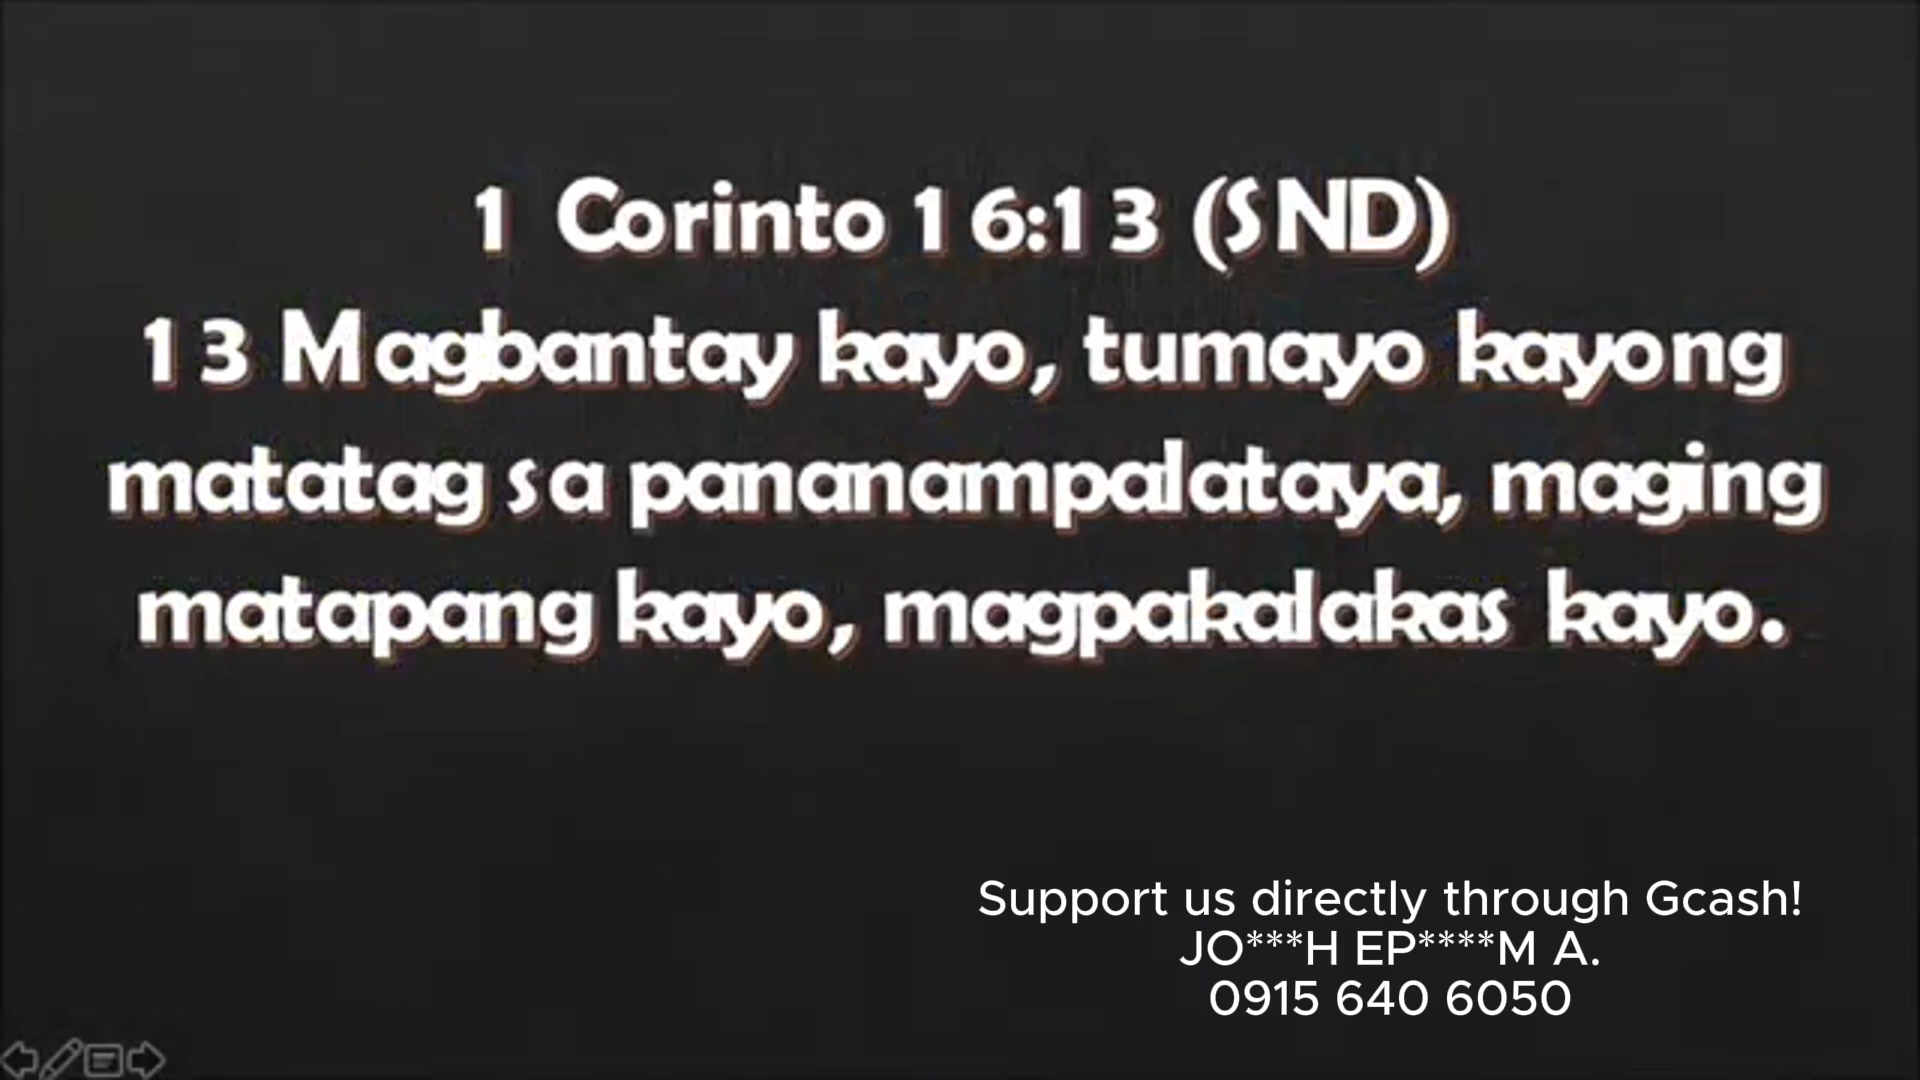 1 Corinto 16:13 (SND)
13 Magbantay kayo, tumayo kayong
matatag sa pananampalataya, maging
matapang kayo, magpakalakas kayo.
Support us directly through Gcash!
JO***H EP****M A.
0915 640 6050